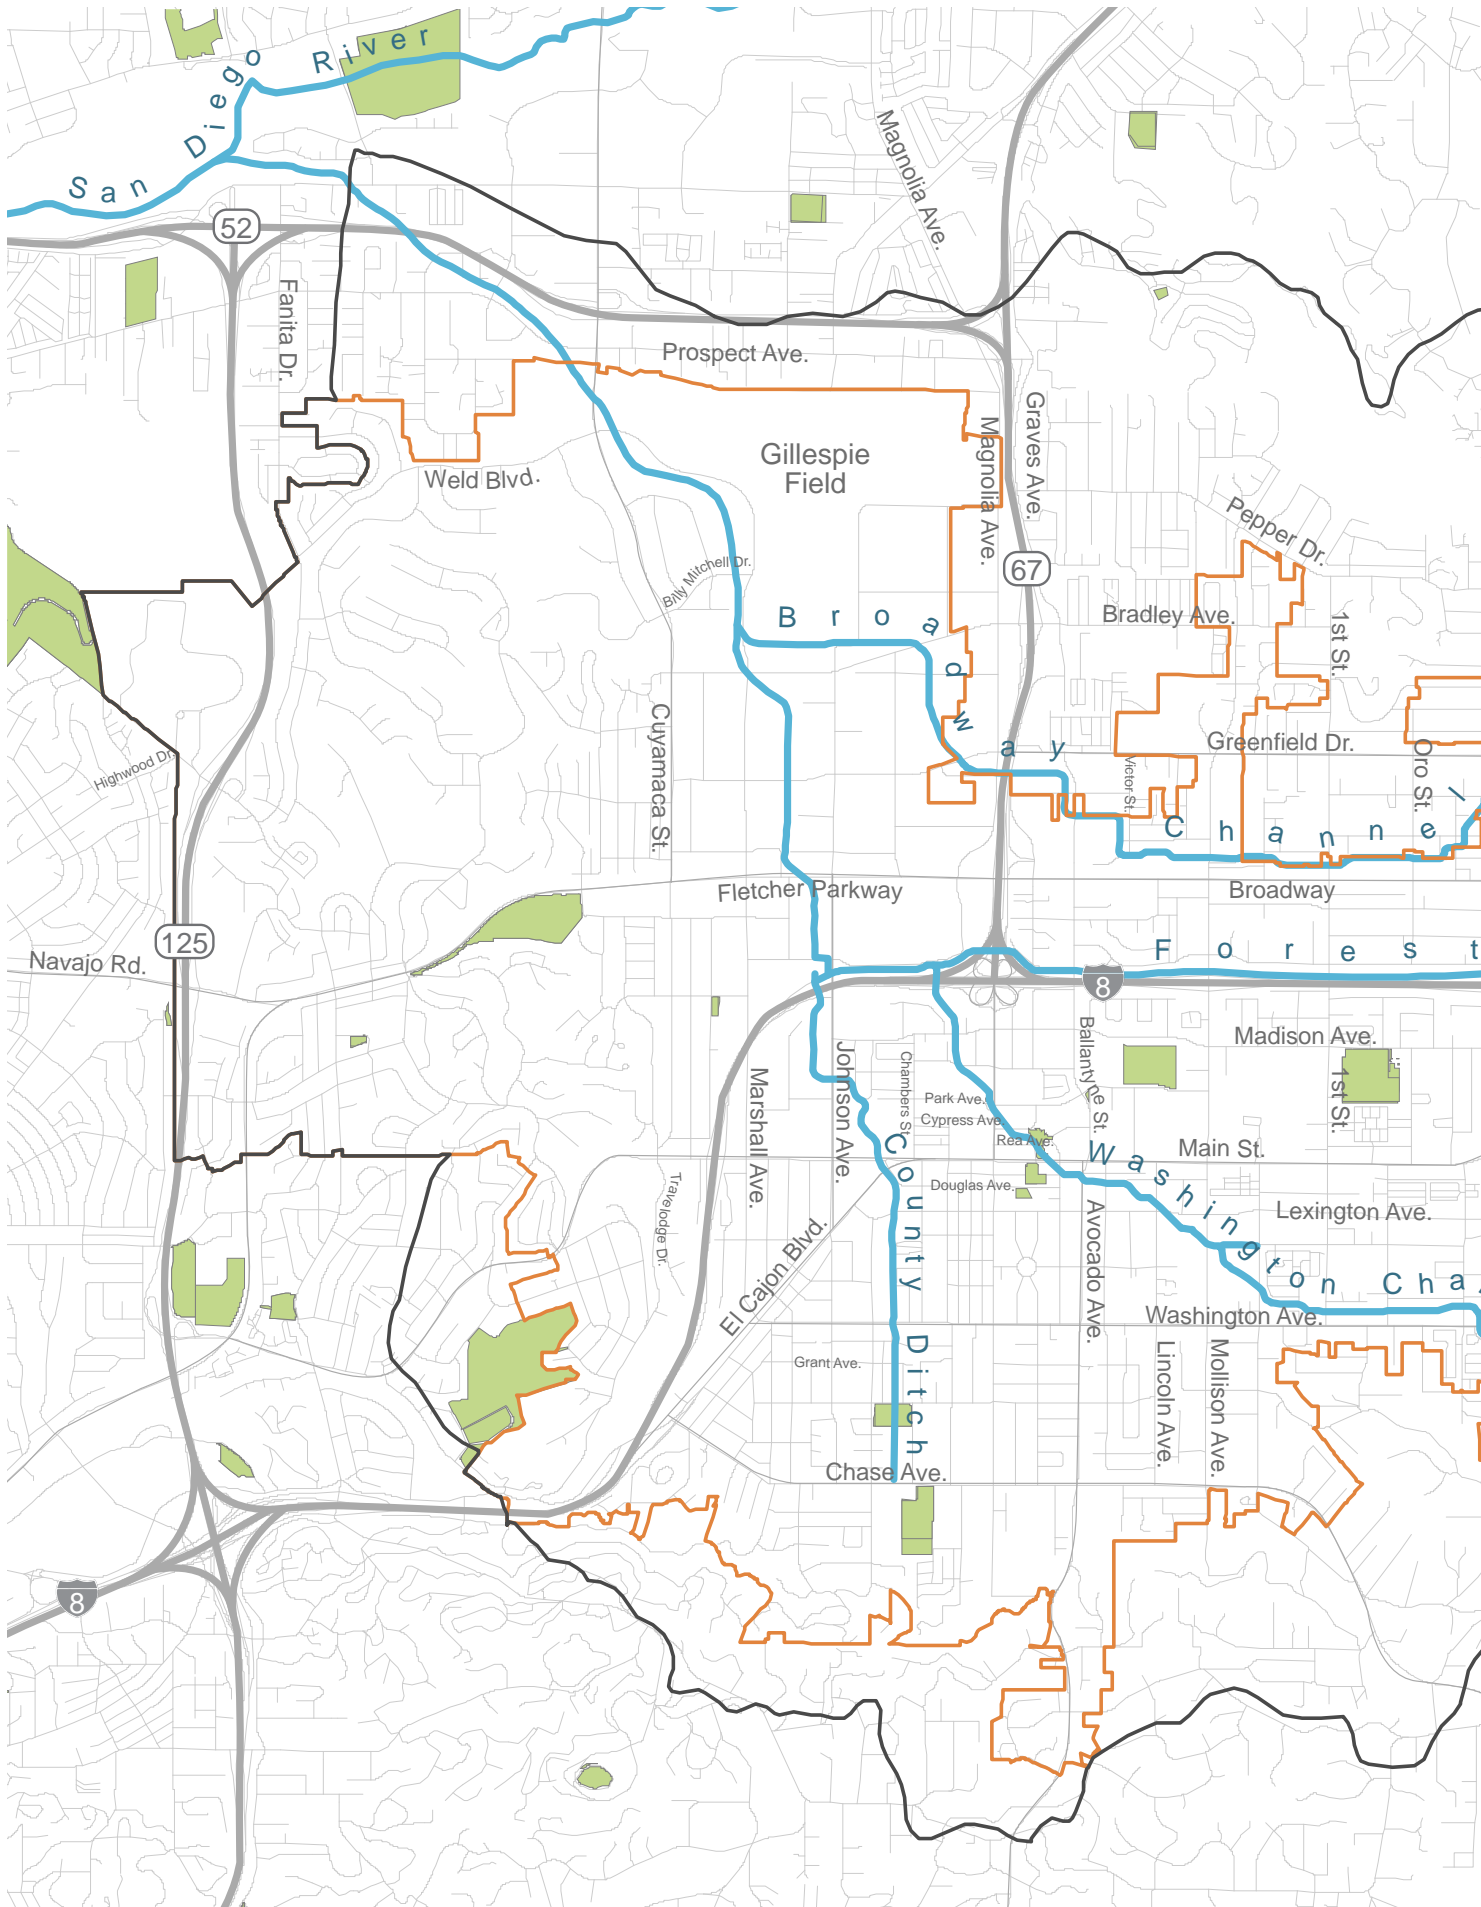 San Diego River
Magnolia Ave.
52
Fanita Dr.
Prospect Ave.
Graves Ave.
Magnolia Ave.
Gillespie
Field
Weld Blvd.
Pepper Dr.
Billy Mitchell Dr.
67
Broadway Channel
Bradley Ave.
1st St.
Cuyamaca St.
Greenfield Dr.
Oro St.
Highwood Dr.
Victor St.
Fletcher Parkway
Broadway
125
Navajo Rd.
Forest
8
Madison Ave.
Ballantyne St.
Johnson Ave.
Chambers St.
Marshall Ave.
1st St.
Park Ave.
Cypress Ave.
Rea Ave.
Main St.
County Ditch
Washington Cha
Travelodge Dr.
Douglas Ave.
Lexington Ave.
Avocado Ave.
El Cajon Blvd.
Washington Ave.
Grant Ave.
Lincoln Ave.
Mollison Ave.
Chase Ave.
8